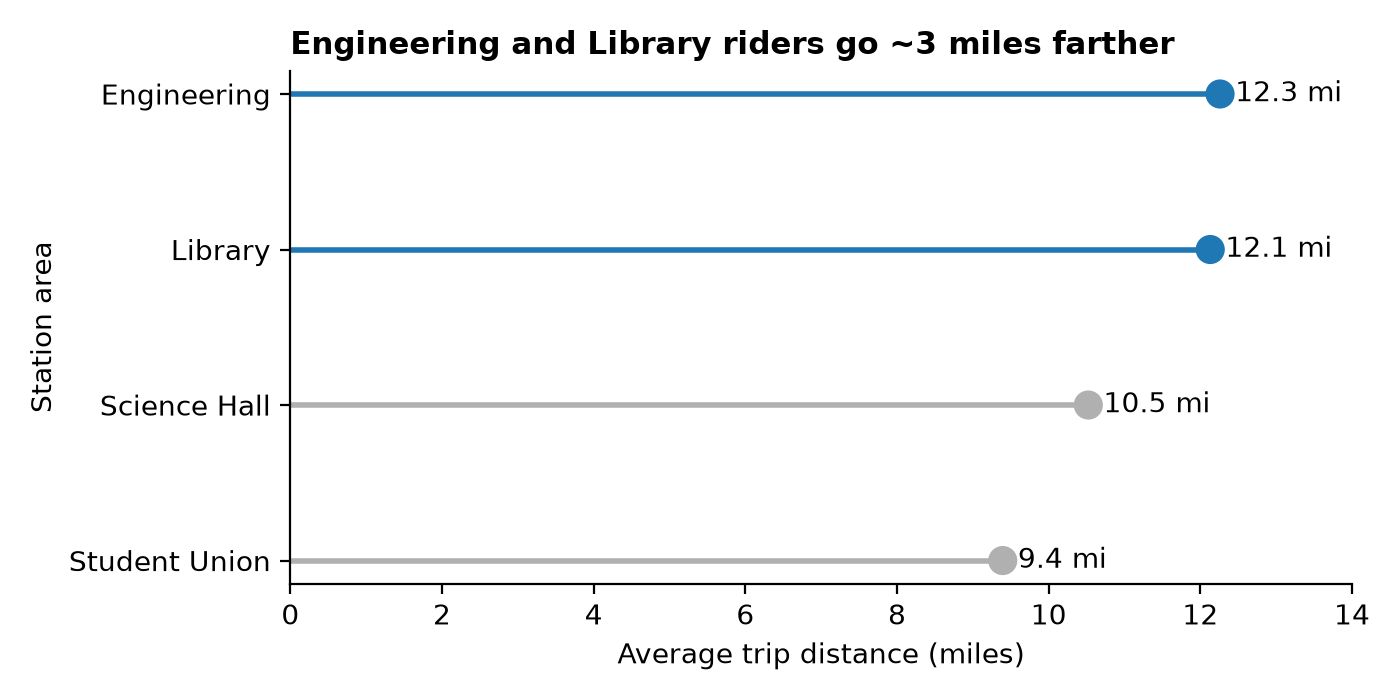 Engineering and Library riders go ~3 miles farther
Engineering
12.3 mi
Library
12.1 mi
Station area
Science Hall
10.5 mi
Student Union
9.4 mi
0 2 4 6 8 10 12 14
Average trip distance (miles)